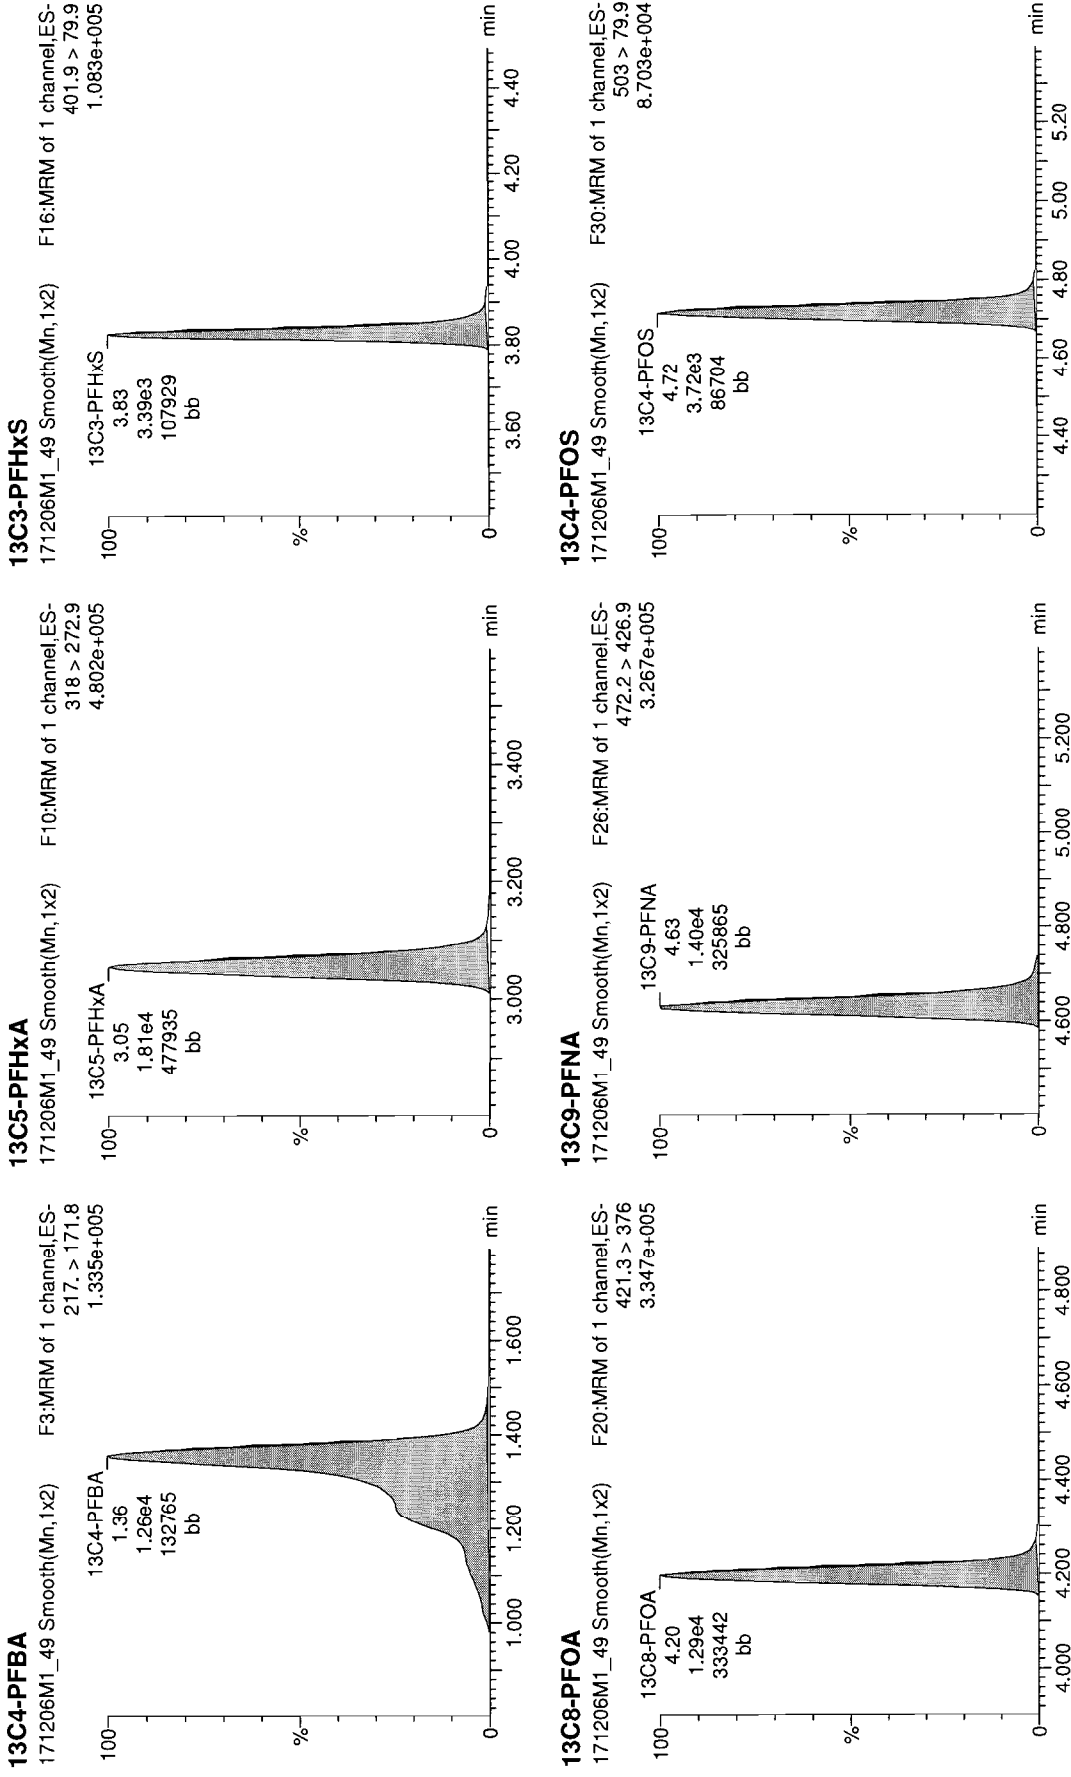 13C4-PFBA
171206M1_49 Smooth(Mn,1x2)
F3:MRM of 1 channel,ES-
217. > 171.8
1.335e+005
100
13C4-PFBA
1.36
1.26e4
132765
bb
%
0
1.000
1.200
1.400
1.600
min
13C5-PFHxA
171206M1_49 Smooth(Mn,1x2)
F10:MRM of 1 channel,ES-
318 > 272.9
4.802e+005
100
13C5-PFHxA
3.05
1.81e4
477935
bb
%
0
3.000
3.200
3.400
min
13C3-PFHxS
171206M1_49 Smooth(Mn,1x2)
F16:MRM of 1 channel,ES-
401.9 > 79.9
1.083e+005
100
13C3-PFHxS
3.83
3.39e3
107929
bb
%
0
3.60
3.80
4.00
4.20
4.40
min
13C8-PFOA
171206M1_49 Smooth(Mn,1x2)
F20:MRM of 1 channel,ES-
421.3 > 376
3.347e+005
100
13C8-PFOA
4.20
1.29e4
333442
bb
%
0
4.000
4.200
4.400
4.600
4.800
min
13C9-PFNA
171206M1_49 Smooth(Mn,1x2)
F26:MRM of 1 channel,ES-
472.2 > 426.9
3.267e+005
100
13C9-PFNA
4.63
1.40e4
325865
bb
%
0
4.600
4.800
5.000
5.200
min
13C4-PFOS
171206M1_49 Smooth(Mn,1x2)
F30:MRM of 1 channel,ES-
503 > 79.9
8.703e+004
100
13C4-PFOS
4.72
3.72e3
86704
bb
%
0
4.40
4.60
4.80
5.00
5.20
min